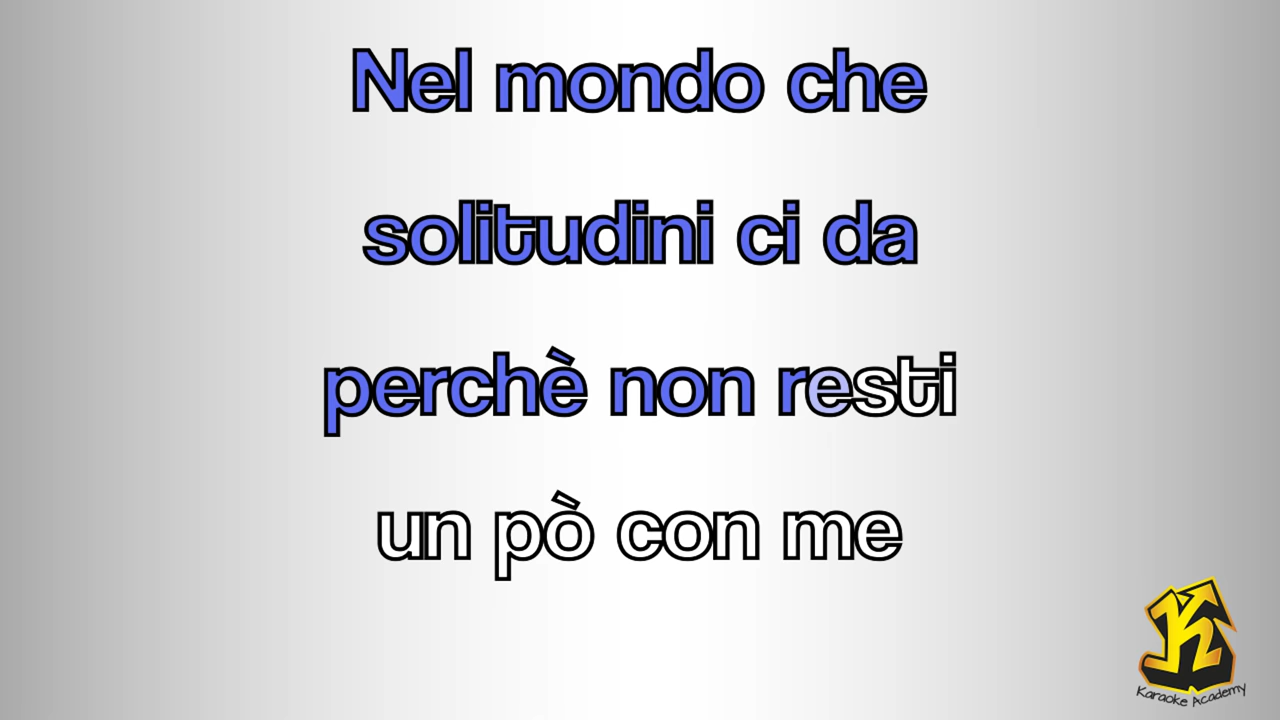 Nel mondo che
solitudini ci da
perchè non resti
un pò con me
K
Karaoke Academy